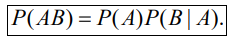 P(AB) = P(A)P(B | A).